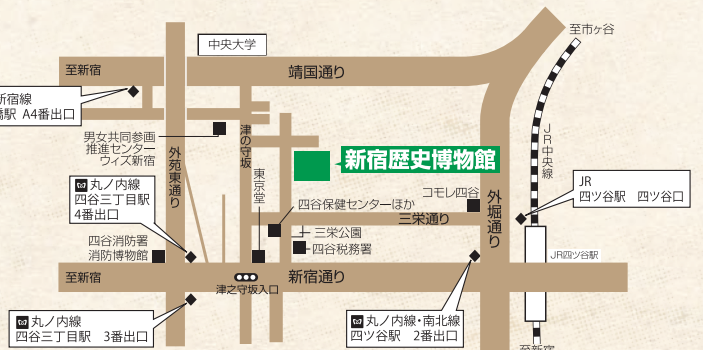 至市ヶ谷
中央大学
至新宿
靖国通り
新宿線
橋駅 A4番出口
男女共同参画
推進センター
ウィズ新宿
外苑東通り
津の守坂
新宿歴史博物館
JR中央線
JR
四ツ谷駅 四ツ谷口
丸ノ内線
四谷三丁目駅
4番出口
東京堂
コモレ四谷
四谷保健センターほか
三栄通り
外堀通り
三栄公園
四谷税務署
四谷消防署
消防博物館
JR四ツ谷駅
至新宿
新宿通り
津之守坂入口
丸ノ内線
四谷三丁目駅 3番出口
丸ノ内線・南北線
四ツ谷駅 2番出口
至新宿